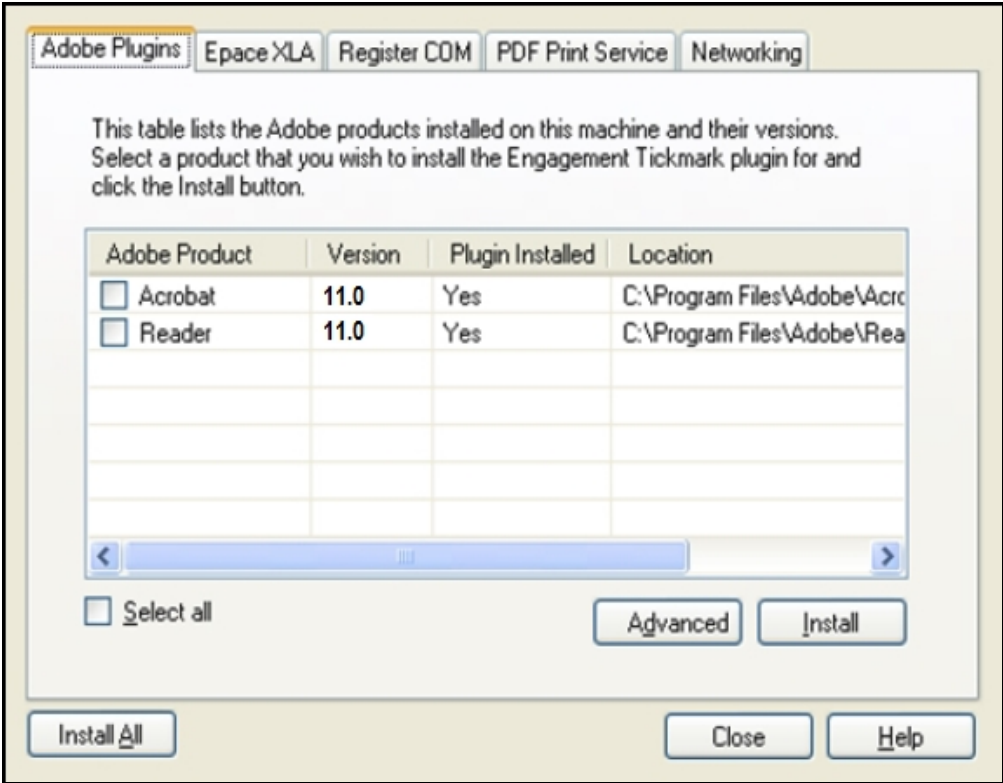 Adobe Plugins Epace XLA Register COM PDF Print Service Networking
This table lists the Adobe products installed on this machine and their versions.
Select a product that you wish to install the Engagement Tickmark plugin for and
click the Install button.
Adobe Product Version Plugin Installed Location
Acrobat 11.0 Yes C:\Program Files\Adobe\Acro
Reader 11.0 Yes C:\Program Files\Adobe\Rea
Select all Advanced Install
Install All Close Help